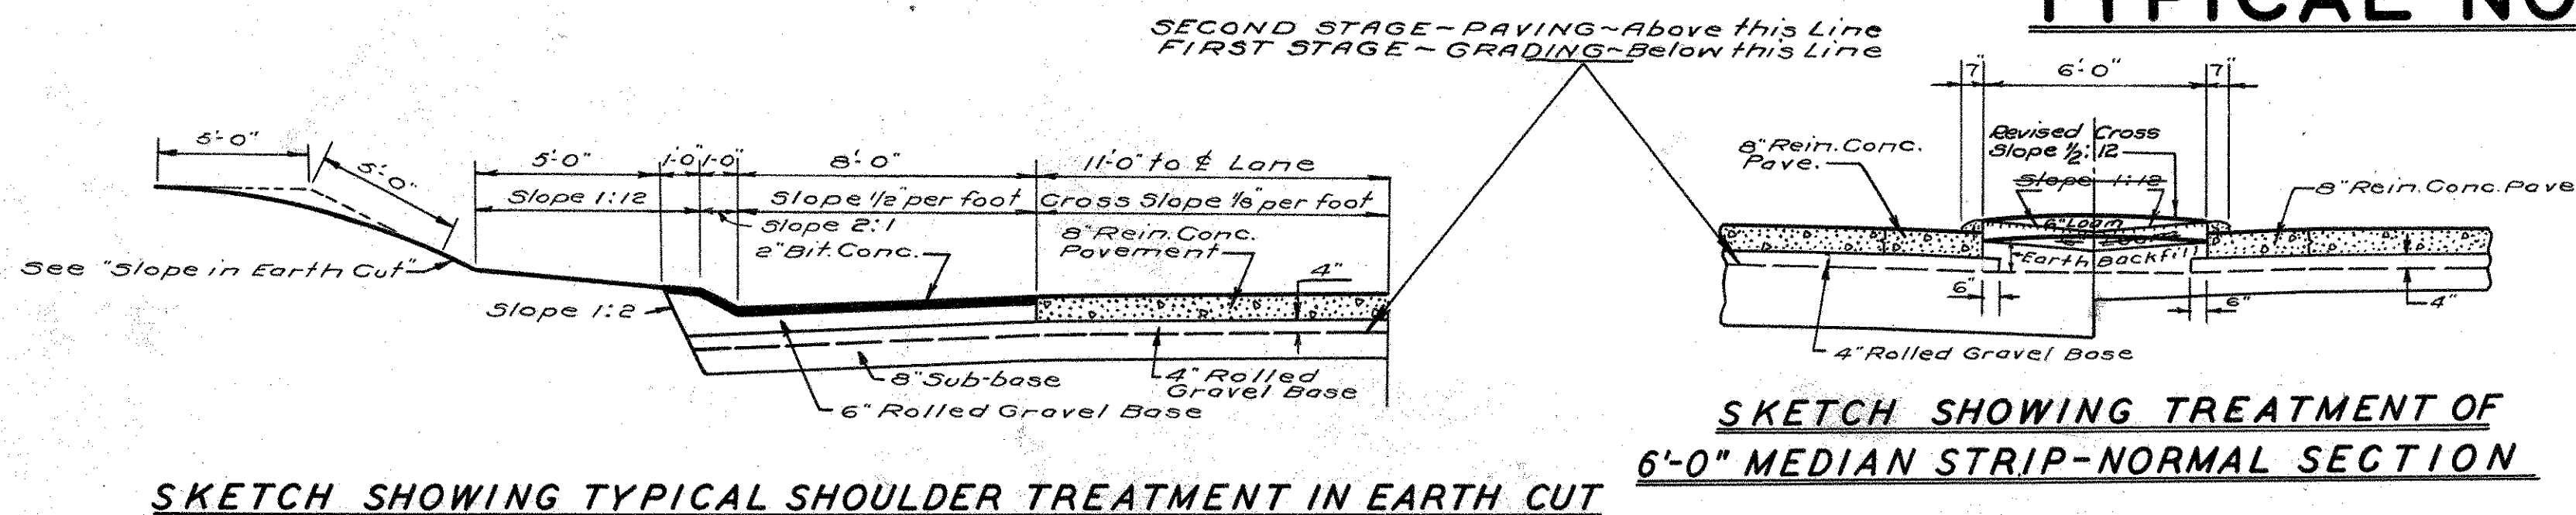 TYPICAL NO
SECOND STAGE~PAVING~Above this Line
FIRST STAGE~GRADING~Below this Line
5'-0"
5'-0"
5'-0"
1'-0"
1'-0"
8'-0"
11'-0" to ℄ Lane
Slope 1:12
Slope 1/2" per foot
Cross Slope 1/8" per foot
Slope 2:1
2" Bit. Conc.
8" Rein. Conc.
Pavement
See "Slope in Earth Cut"
Slope 1:2
4"
8" Sub-base
4" Rolled
Gravel Base
6" Rolled Gravel Base
SKETCH SHOWING TYPICAL SHOULDER TREATMENT IN EARTH CUT
7"
6'-0"
7"
8" Rein. Conc.
Pave.
Revised Cross
Slope 1/2:12
Slope 1:12
8" Rein. Conc. Pave
6" Loam
Earth Backfill
6"
6"
4"
4" Rolled Gravel Base
SKETCH SHOWING TREATMENT OF
6'-0" MEDIAN STRIP-NORMAL SECTION